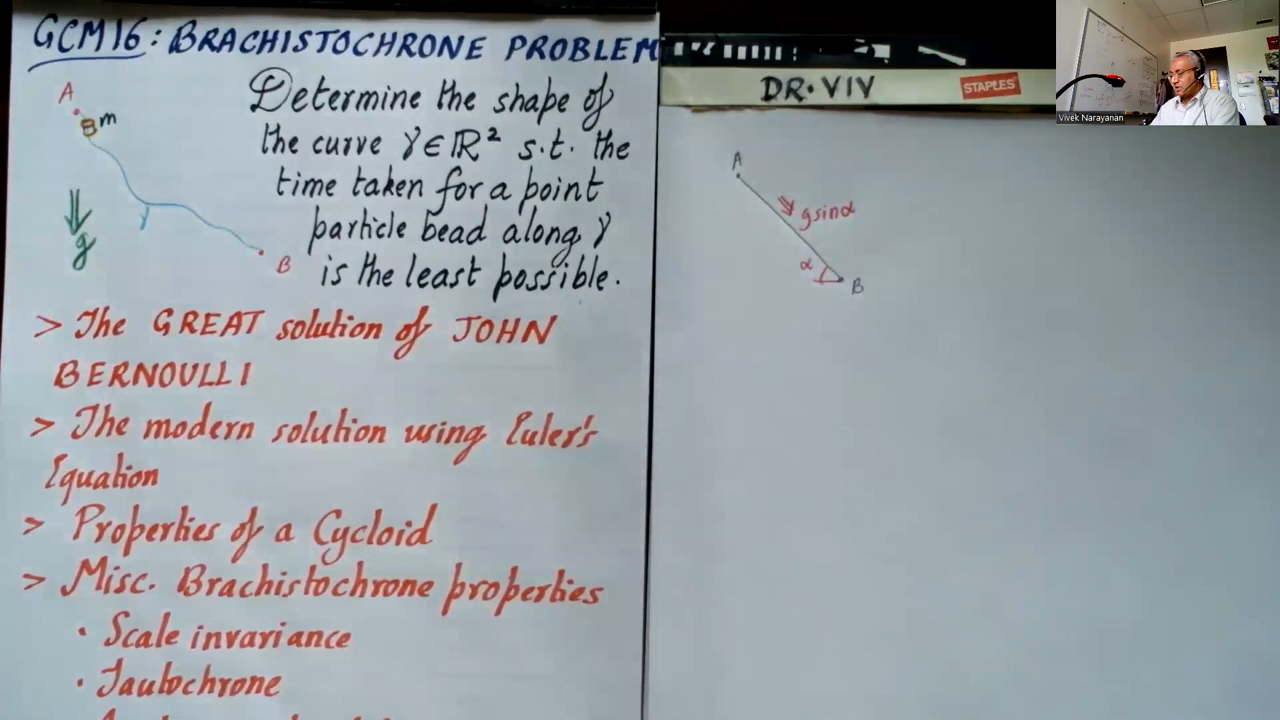 GCM16: BRACHISTOCHRONE PROBLEM
A
m
g
γ
B
Determine the shape of
the curve γ∈ℝ² s.t. the
time taken for a point
particle bead along γ
is the least possible.
> The GREAT solution of JOHN
BERNOULLI
> The modern solution using Euler's
Equation
> Properties of a Cycloid
> Misc. Brachistochrone properties
· Scale invariance
· Tautochrone
DR. VIV
STAPLES
A
g sinα
α
B
Vivek Narayanan